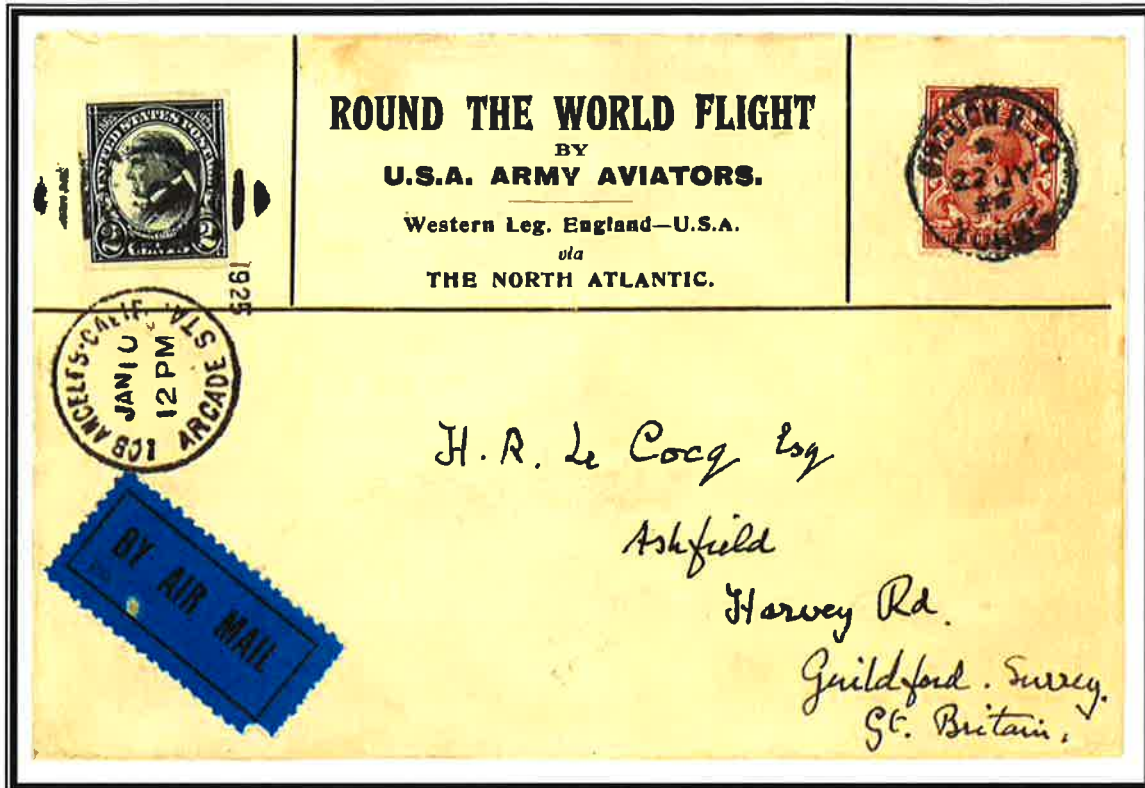 ROUND THE WORLD FLIGHT
BY
U.S.A. ARMY AVIATORS.
Western Leg. England—U.S.A.
via
THE NORTH ATLANTIC.
UNITED STATES POSTAGE
2 2
22 JY
1925
LOS ANGELES·CALIF.
JAN 10
12 PM
ARCADE STA.
BY AIR MAIL
H. R. Le Cocq Esq
Ashfield
Harvey Rd.
Guildford. Surrey.
Gt. Britain.